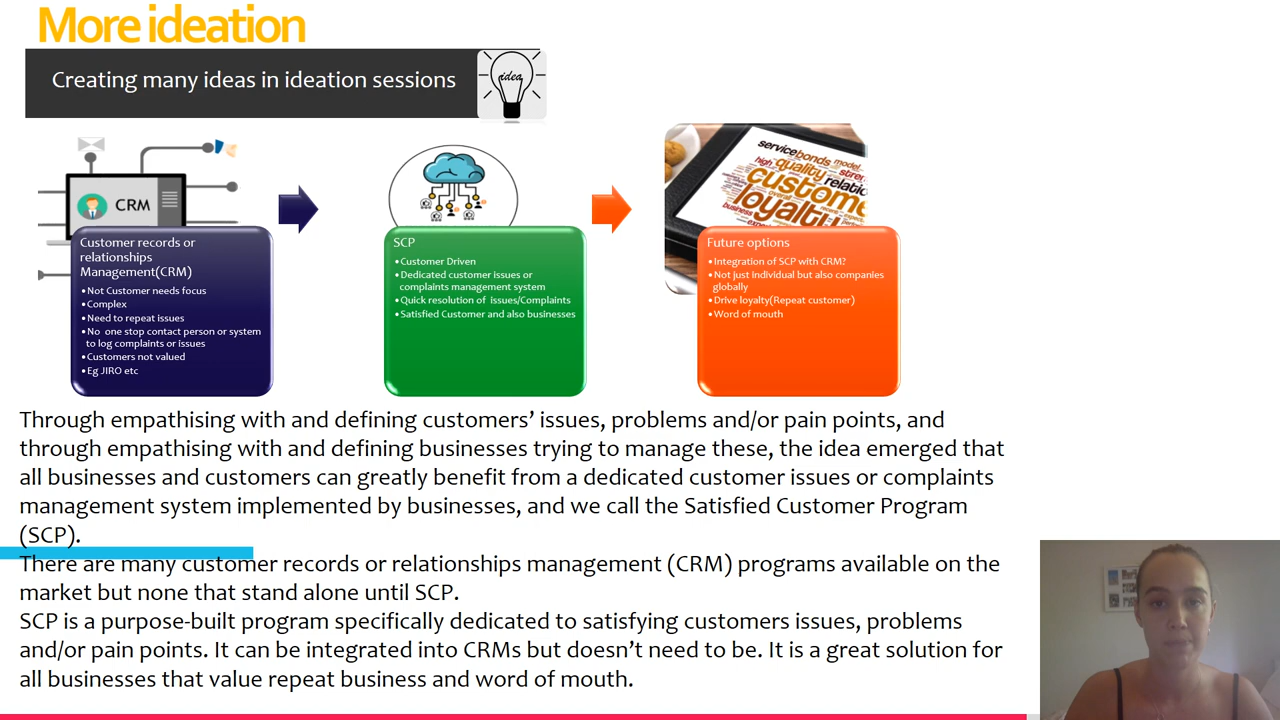 More ideation
Creating many ideas in ideation sessions
idea
CRM
service bonds model
high quality relatio
customer
loyalty
business
Customer records or
relationships
Management(CRM)
•Not Customer needs focus
•Complex
•Need to repeat issues
•No one stop contact person or system
to log complaints or issues
•Customers not valued
•Eg JIRO etc
SCP
•Customer Driven
•Dedicated customer issues or
complaints management system
•Quick resolution of issues/Complaints
•Satisfied Customer and also businesses
Future options
•Integration of SCP with CRM?
•Not just individual but also companies
globally
•Drive loyalty(Repeat customer)
•Word of mouth
Through empathising with and defining customers’ issues, problems and/or pain points, and
through empathising with and defining businesses trying to manage these, the idea emerged that
all businesses and customers can greatly benefit from a dedicated customer issues or complaints
management system implemented by businesses, and we call the Satisfied Customer Program
(SCP).
There are many customer records or relationships management (CRM) programs available on the
market but none that stand alone until SCP.
SCP is a purpose-built program specifically dedicated to satisfying customers issues, problems
and/or pain points. It can be integrated into CRMs but doesn’t need to be. It is a great solution for
all businesses that value repeat business and word of mouth.